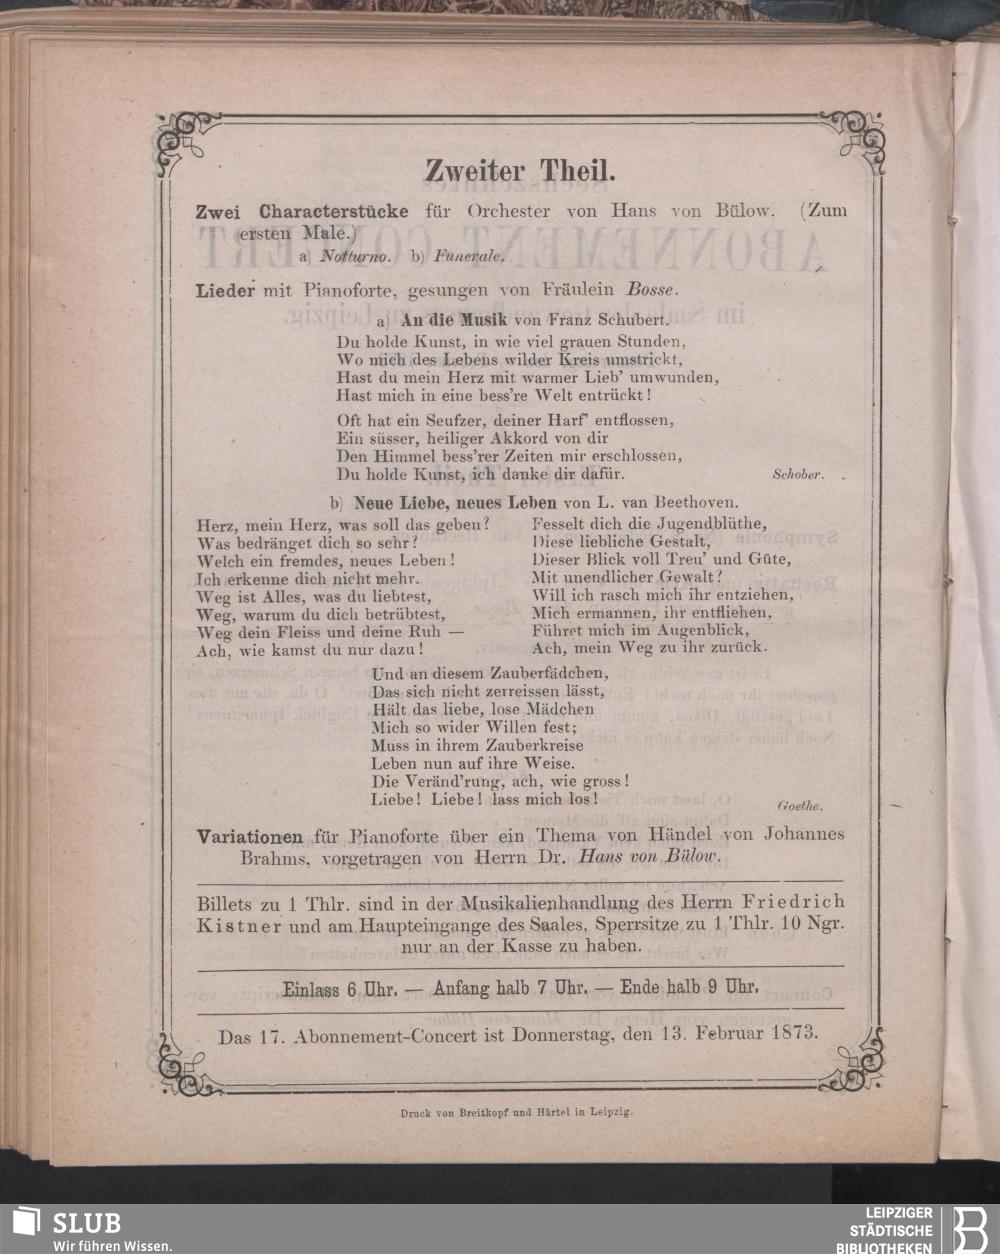 Zweiter Theil.
Zwei Characterstücke für Orchester von Hans von Bülow. (Zum
ersten Male.)
a) Notturno. b) Funerale.
Lieder mit Pianoforte, gesungen von Fräulein Bosse.
a) An die Musik von Franz Schubert.
Du holde Kunst, in wie viel grauen Stunden,
Wo mich des Lebens wilder Kreis umstrickt,
Hast du mein Herz mit warmer Lieb' umwunden,
Hast mich in eine bess're Welt entrückt!
Oft hat ein Seufzer, deiner Harf' entflossen,
Ein süsser, heiliger Akkord von dir
Den Himmel bess'rer Zeiten mir erschlossen,
Du holde Kunst, ich danke dir dafür.
Schober.
b) Neue Liebe, neues Leben von L. van Beethoven.
Herz, mein Herz, was soll das geben?
Was bedränget dich so sehr?
Welch ein fremdes, neues Leben!
Ich erkenne dich nicht mehr.
Weg ist Alles, was du liebtest,
Weg, warum du dich betrübtest,
Weg dein Fleiss und deine Ruh —
Ach, wie kamst du nur dazu!
Fesselt dich die Jugendblüthe,
Diese liebliche Gestalt,
Dieser Blick voll Treu' und Güte,
Mit unendlicher Gewalt?
Will ich rasch mich ihr entziehen,
Mich ermannen, ihr entfliehen,
Führet mich im Augenblick,
Ach, mein Weg zu ihr zurück.
Und an diesem Zauberfädchen,
Das sich nicht zerreissen lässt,
Hält das liebe, lose Mädchen
Mich so wider Willen fest;
Muss in ihrem Zauberkreise
Leben nun auf ihre Weise.
Die Veränd'rung, ach, wie gross!
Liebe! Liebe! lass mich los!
Goethe.
Variationen für Pianoforte über ein Thema von Händel von Johannes
Brahms, vorgetragen von Herrn Dr. Hans von Bülow.
Billets zu 1 Thlr. sind in der Musikalienhandlung des Herrn Friedrich
Kistner und am Haupteingange des Saales, Sperrsitze zu 1 Thlr. 10 Ngr.
nur an der Kasse zu haben.
Einlass 6 Uhr. — Anfang halb 7 Uhr. — Ende halb 9 Uhr.
Das 17. Abonnement-Concert ist Donnerstag, den 13. Februar 1873.
Druck von Breitkopf und Härtel in Leipzig.
SLUB
Wir führen Wissen.
LEIPZIGER
STÄDTISCHE
BIBLIOTHEKEN